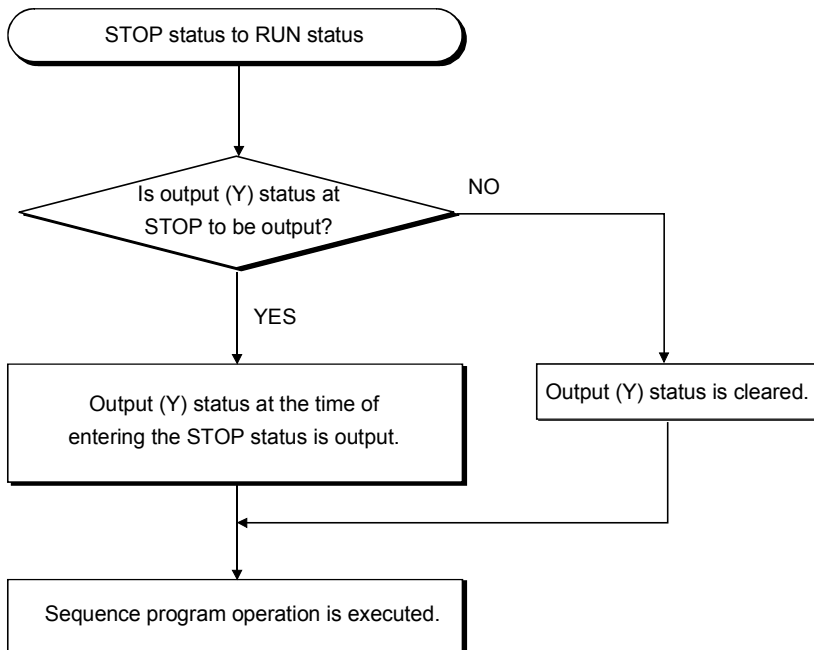 STOP status to RUN status
Is output (Y) status at
STOP to be output?
NO
YES
Output (Y) status at the time of
entering the STOP status is output.
Output (Y) status is cleared.
Sequence program operation is executed.